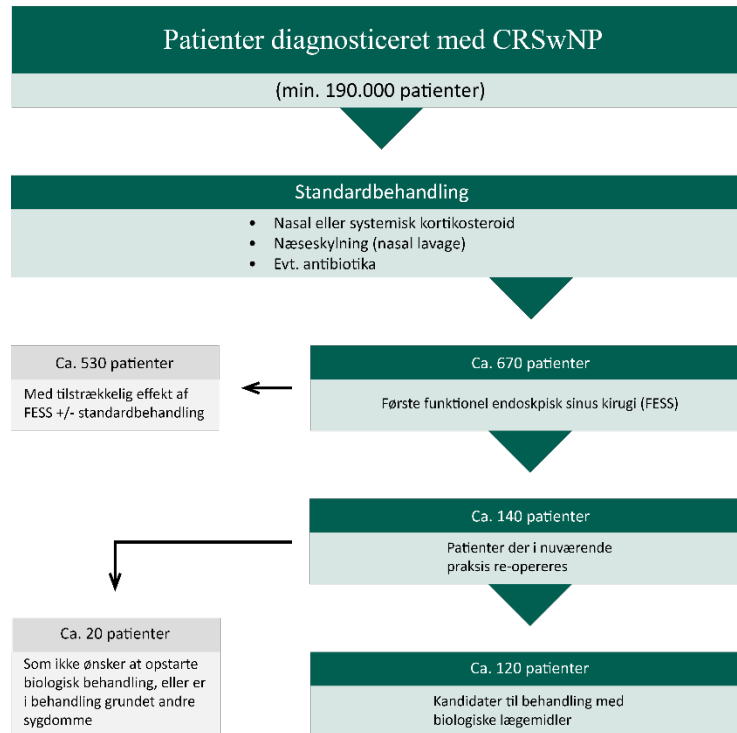 Patienter diagnosticeret med CRSwNP
(min. 190.000 patienter)
Standardbehandling
• Nasal eller systemisk kortikosteroid
• Næseskylning (nasal lavage)
• Evt. antibiotika
Ca. 530 patienter
Med tilstrækkelig effekt af
FESS +/- standardbehandling
Ca. 670 patienter
Første funktionel endoskpisk sinus kirugi (FESS)
Ca. 140 patienter
Patienter der i nuværende
praksis re-opereres
Ca. 20 patienter
Som ikke ønsker at opstarte
biologisk behandling, eller er
i behandling grundet andre
sygdomme
Ca. 120 patienter
Kandidater til behandling med
biologiske lægemidler